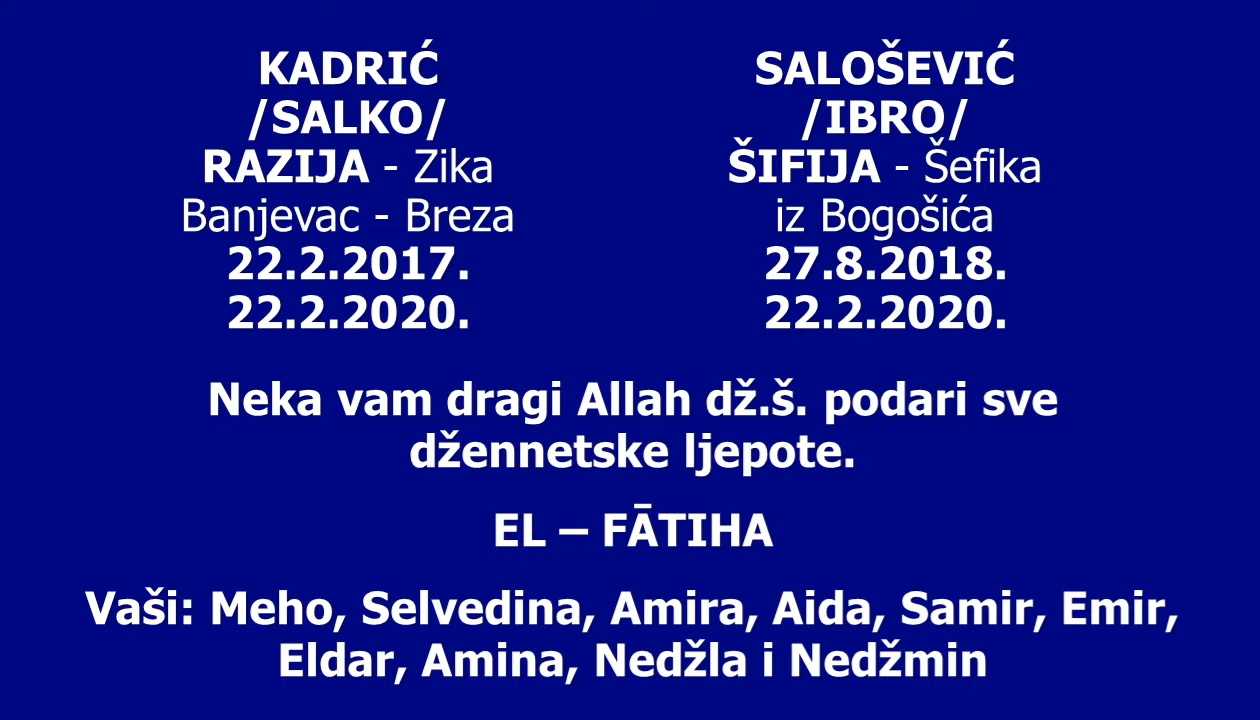 KADRIĆ
/SALKO/
RAZIJA - Zika
Banjevac - Breza
22.2.2017.
22.2.2020.
SALOŠEVIĆ
/IBRO/
ŠIFIJA - Šefika
iz Bogošića
27.8.2018.
22.2.2020.
Neka vam dragi Allah dž.š. podari sve
džennetske ljepote.
EL – FĀTIHA
Vaši: Meho, Selvedina, Amira, Aida, Samir, Emir,
Eldar, Amina, Nedžla i Nedžmin